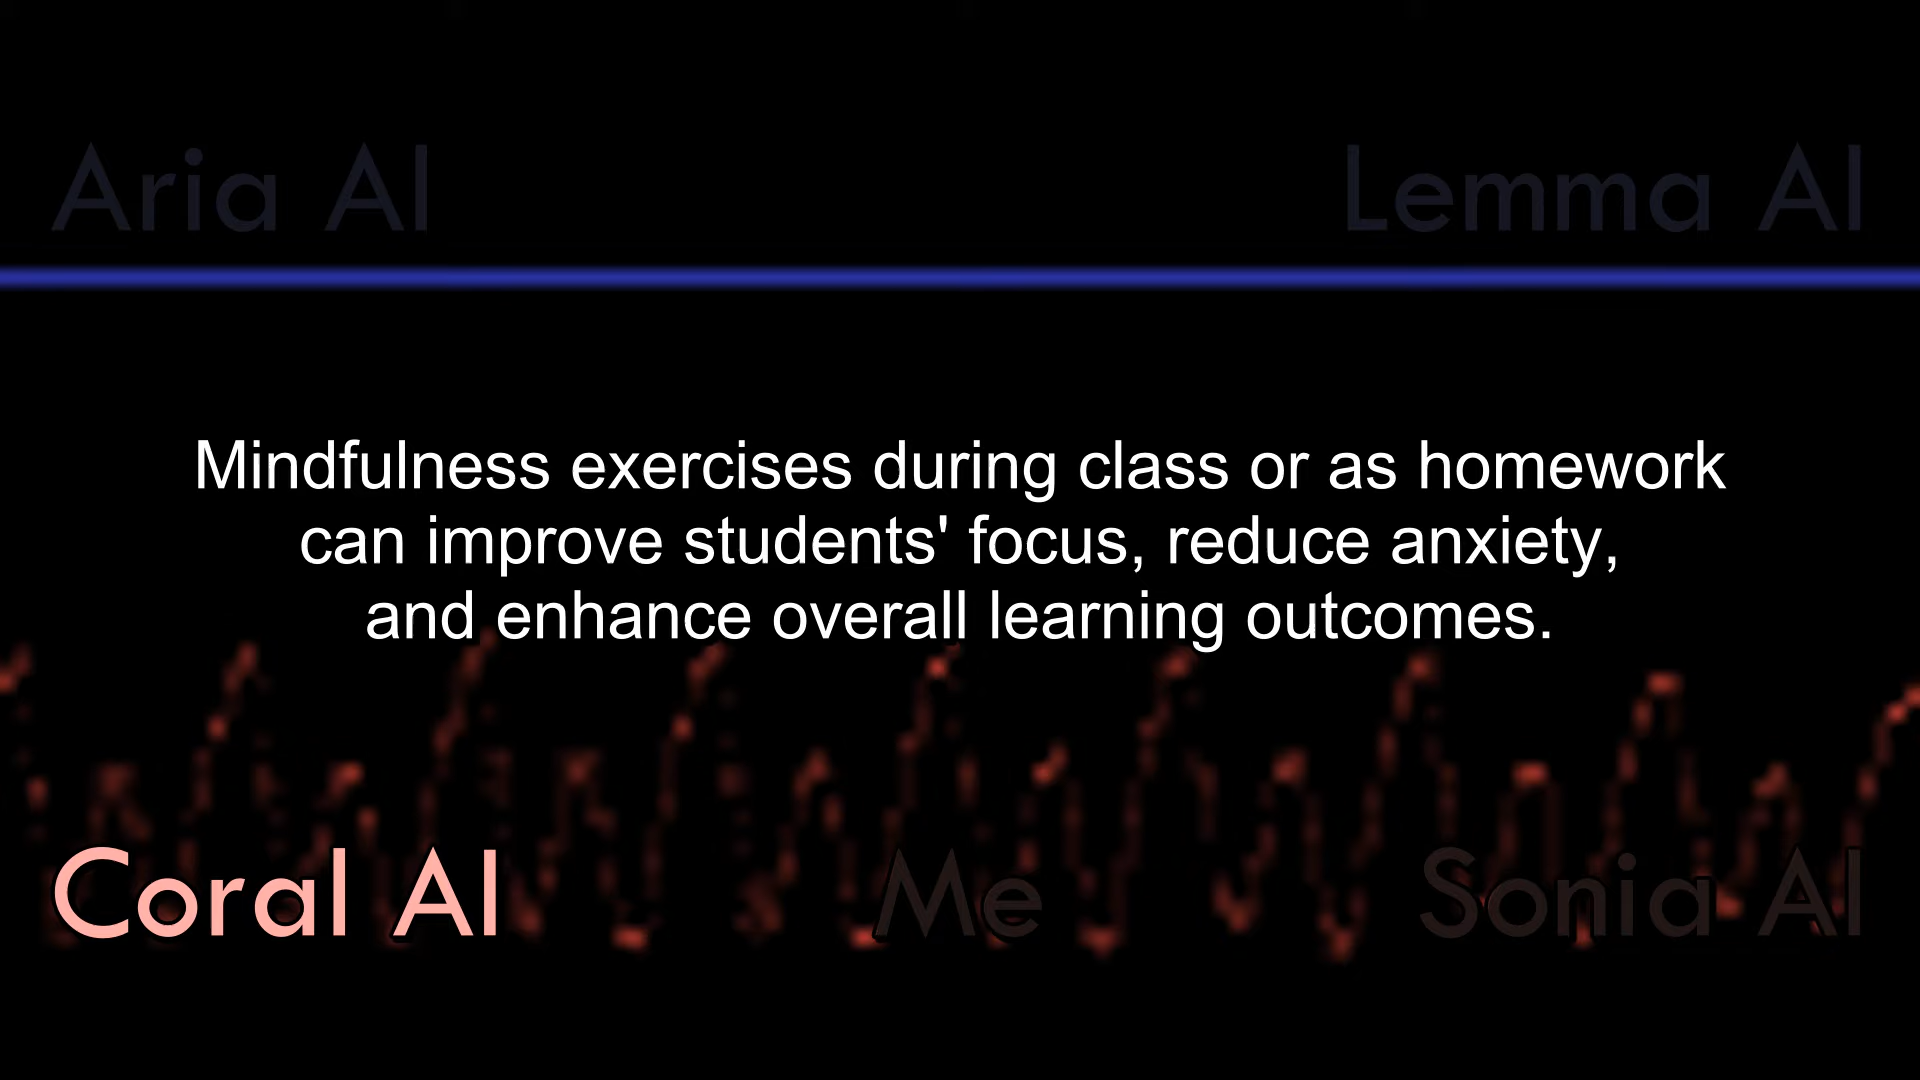 Aria AI
Lemma AI
Mindfulness exercises during class or as homework
can improve students' focus, reduce anxiety,
and enhance overall learning outcomes.
Coral AI
Me
Sonia AI